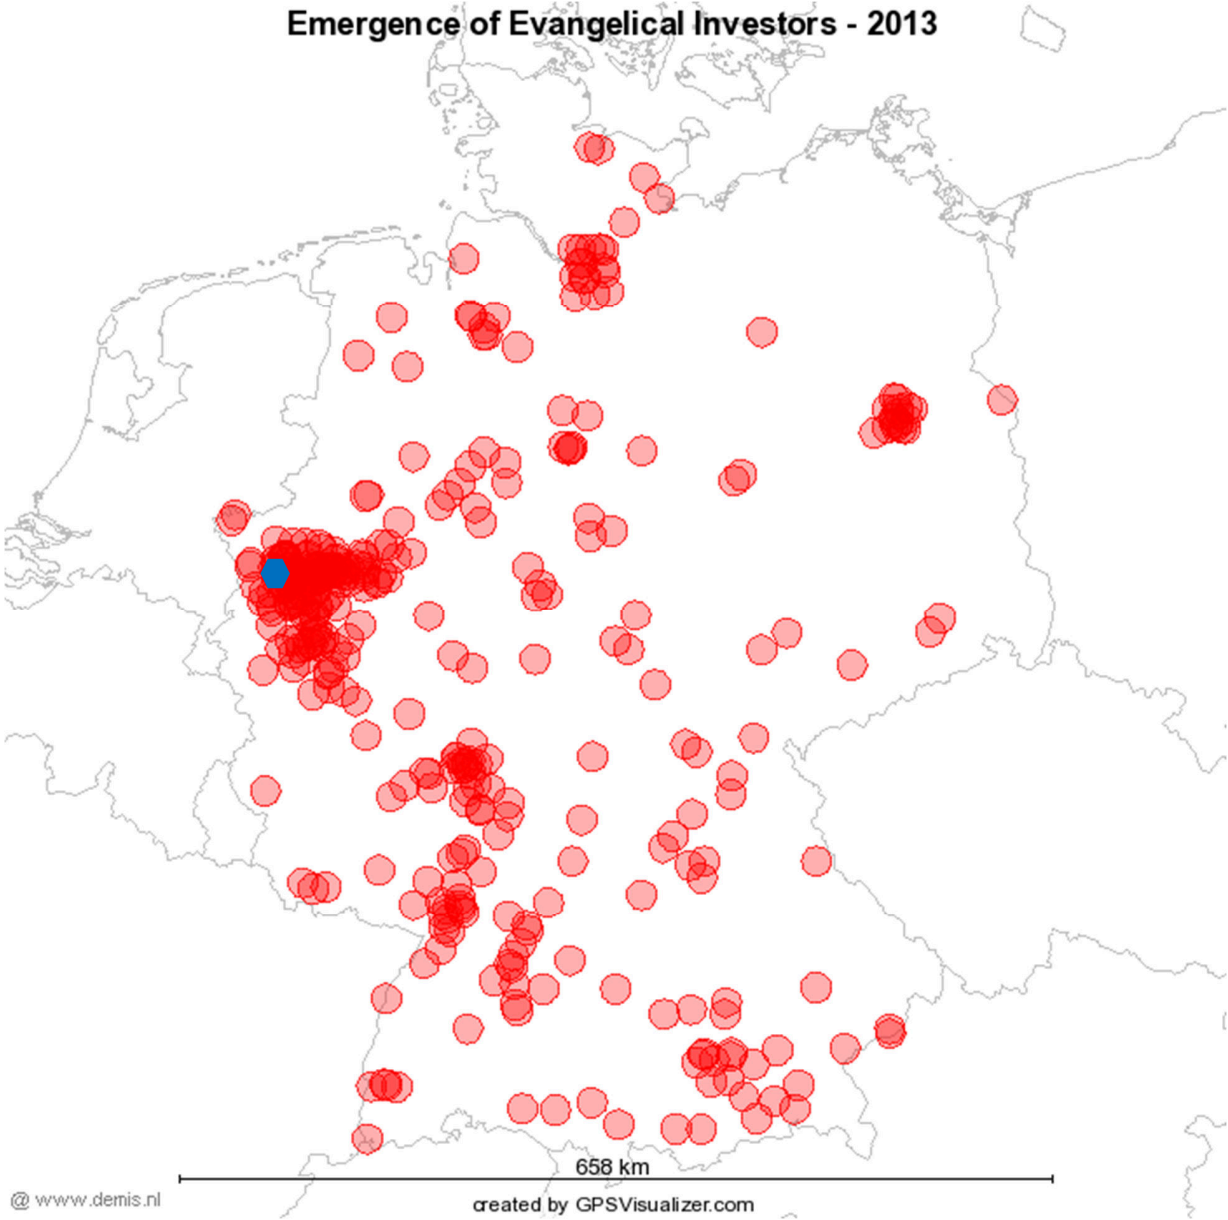 Emergence of Evangelical Investors - 2013
658 km
@ www.demis.nl
created by GPSVisualizer.com